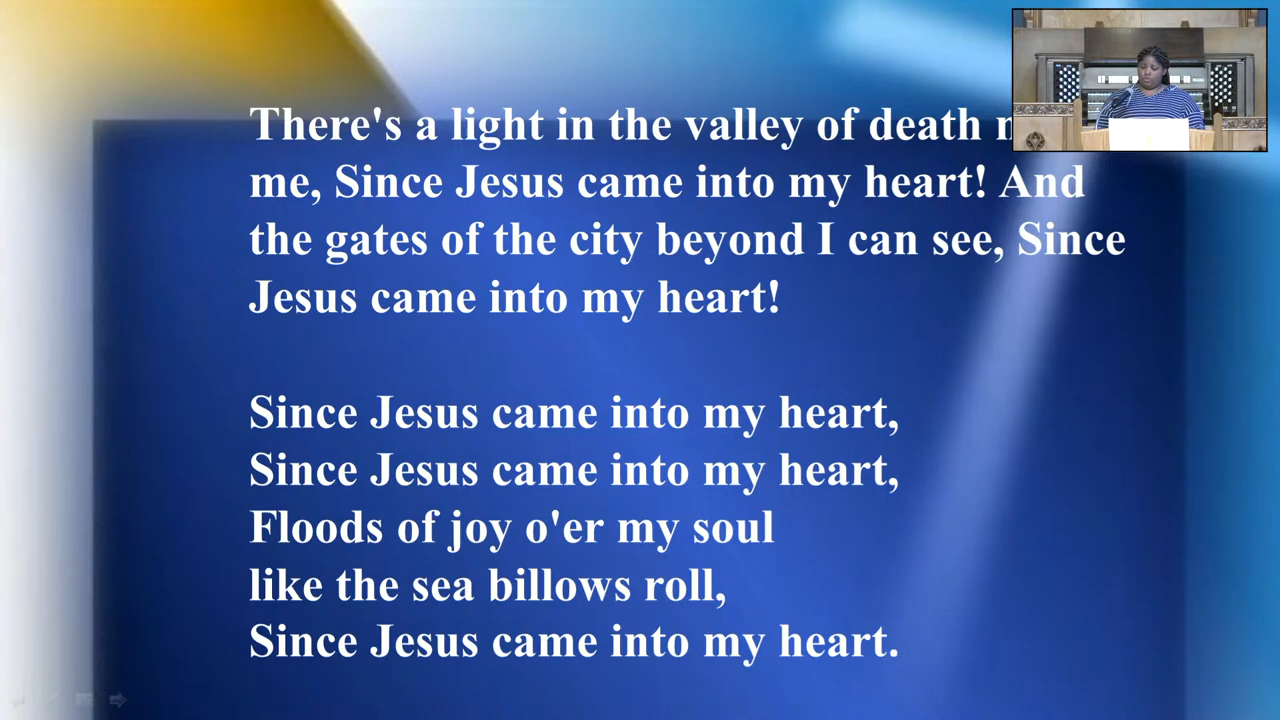 There's a light in the valley of death
me, Since Jesus came into my heart! And
the gates of the city beyond I can see, Since
Jesus came into my heart!
Since Jesus came into my heart,
Since Jesus came into my heart,
Floods of joy o'er my soul
like the sea billows roll,
Since Jesus came into my heart.